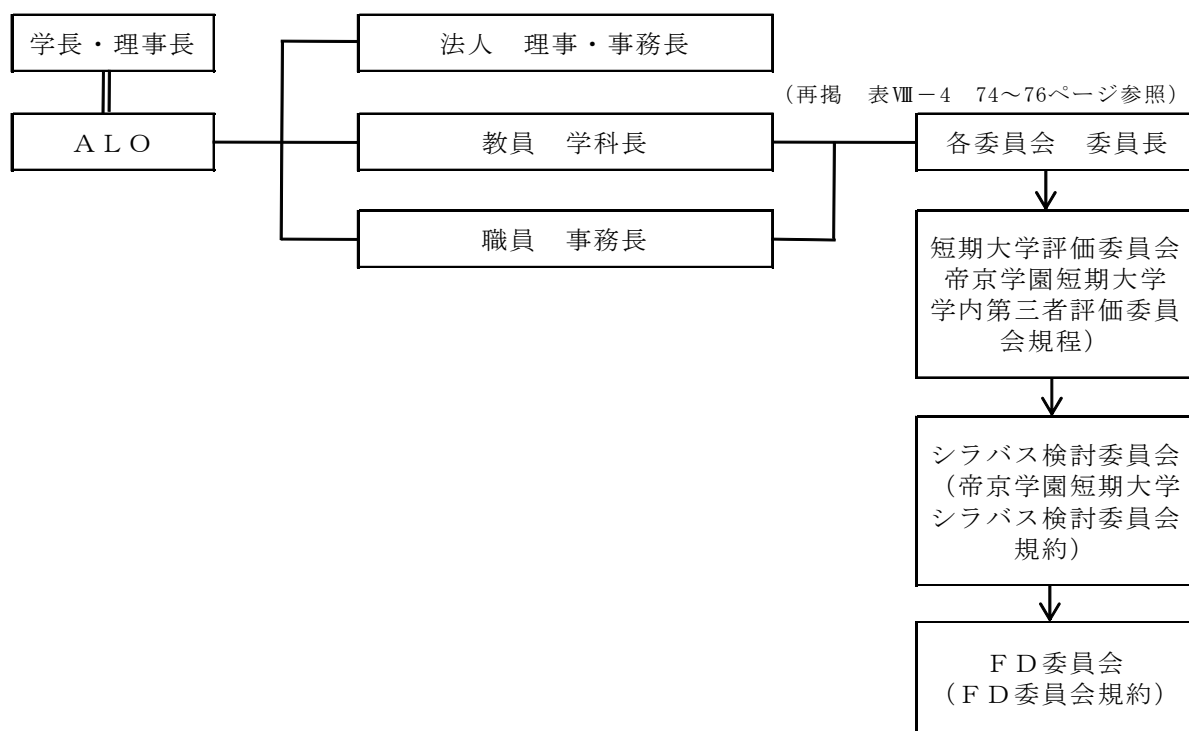 学長・理事長
法人　理事・事務長
（再掲　表Ⅷ－4　74～76ページ参照）
ＡＬＯ
教員　学科長
各委員会　委員長
職員　事務長
短期大学評価委員会
帝京学園短期大学
学内第三者評価委員
会規程）
シラバス検討委員会
（帝京学園短期大学
シラバス検討委員会
規約）
ＦＤ委員会
（ＦＤ委員会規約）